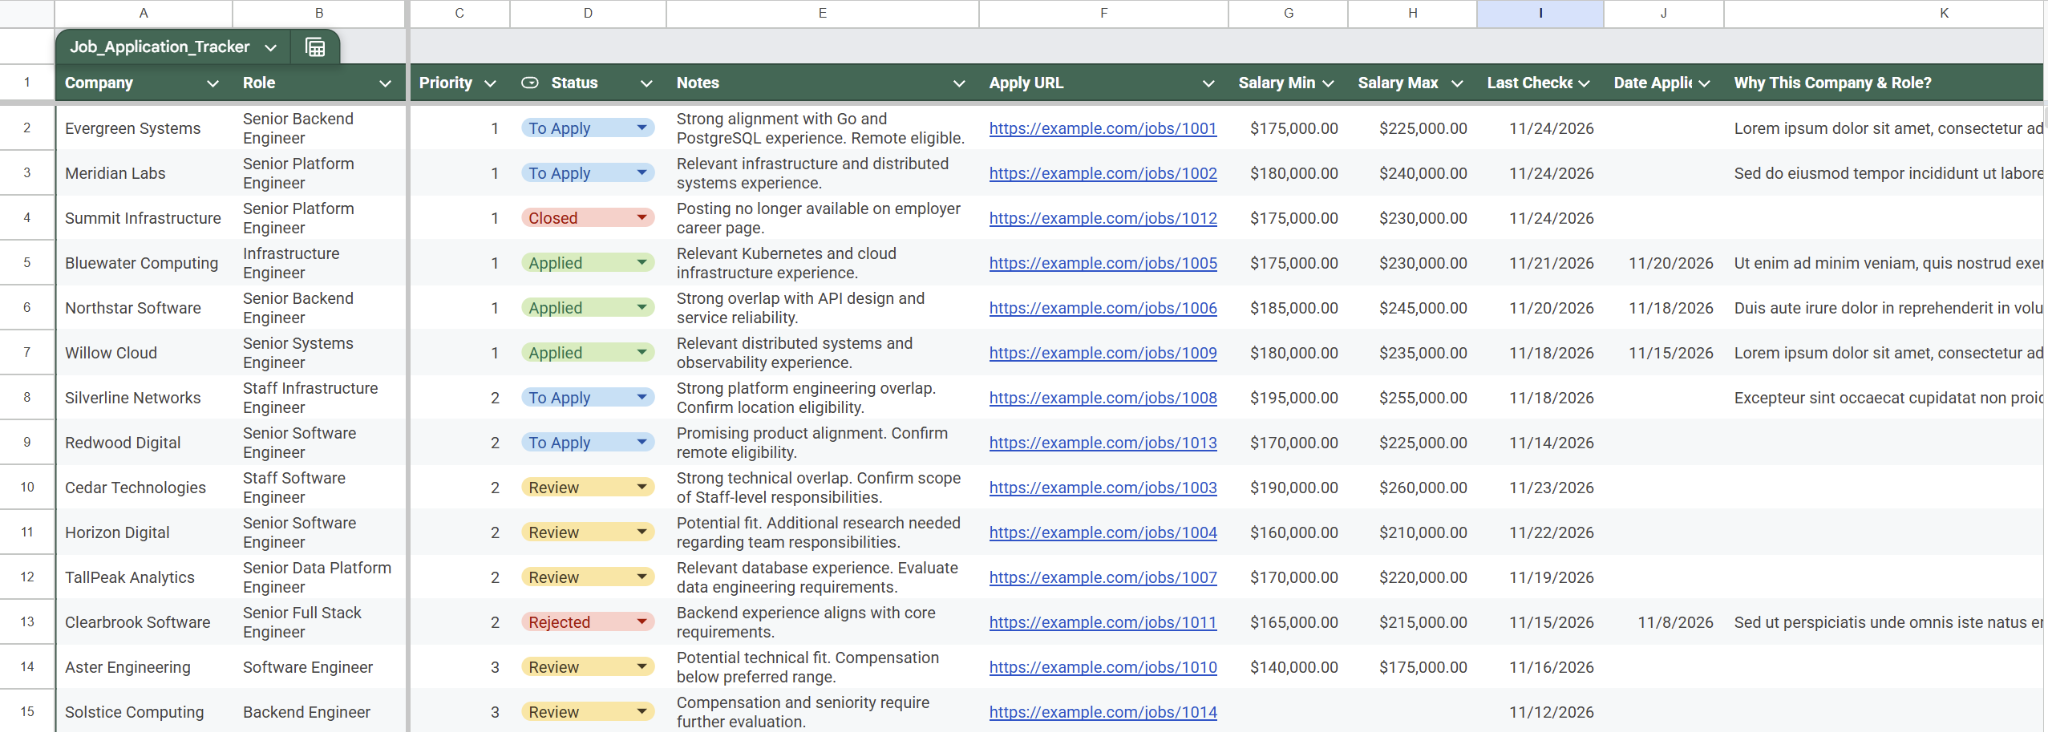 A B C D E F G H I J K
Job_Application_Tracker
1 Company Role Priority Status Notes Apply URL Salary Min Salary Max Last Checke Date Applie Why This Company & Role?
2 Evergreen Systems Senior Backend Engineer 1 To Apply Strong alignment with Go and PostgreSQL experience. Remote eligible. https://example.com/jobs/1001 $175,000.00 $225,000.00 11/24/2026 Lorem ipsum dolor sit amet, consectetur ad
3 Meridian Labs Senior Platform Engineer 1 To Apply Relevant infrastructure and distributed systems experience. https://example.com/jobs/1002 $180,000.00 $240,000.00 11/24/2026 Sed do eiusmod tempor incididunt ut labore
4 Summit Infrastructure Senior Platform Engineer 1 Closed Posting no longer available on employer career page. https://example.com/jobs/1012 $175,000.00 $230,000.00 11/24/2026
5 Bluewater Computing Infrastructure Engineer 1 Applied Relevant Kubernetes and cloud infrastructure experience. https://example.com/jobs/1005 $175,000.00 $230,000.00 11/21/2026 11/20/2026 Ut enim ad minim veniam, quis nostrud exer
6 Northstar Software Senior Backend Engineer 1 Applied Strong overlap with API design and service reliability. https://example.com/jobs/1006 $185,000.00 $245,000.00 11/20/2026 11/18/2026 Duis aute irure dolor in reprehenderit in volu
7 Willow Cloud Senior Systems Engineer 1 Applied Relevant distributed systems and observability experience. https://example.com/jobs/1009 $180,000.00 $235,000.00 11/18/2026 11/15/2026 Lorem ipsum dolor sit amet, consectetur ad
8 Silverline Networks Staff Infrastructure Engineer 2 To Apply Strong platform engineering overlap. Confirm location eligibility. https://example.com/jobs/1008 $195,000.00 $255,000.00 11/18/2026 Excepteur sint occaecat cupidatat non proid
9 Redwood Digital Senior Software Engineer 2 To Apply Promising product alignment. Confirm remote eligibility. https://example.com/jobs/1013 $170,000.00 $225,000.00 11/14/2026
10 Cedar Technologies Staff Software Engineer 2 Review Strong technical overlap. Confirm scope of Staff-level responsibilities. https://example.com/jobs/1003 $190,000.00 $260,000.00 11/23/2026
11 Horizon Digital Senior Software Engineer 2 Review Potential fit. Additional research needed regarding team responsibilities. https://example.com/jobs/1004 $160,000.00 $210,000.00 11/22/2026
12 TallPeak Analytics Senior Data Platform Engineer 2 Review Relevant database experience. Evaluate data engineering requirements. https://example.com/jobs/1007 $170,000.00 $220,000.00 11/19/2026
13 Clearbrook Software Senior Full Stack Engineer 2 Rejected Backend experience aligns with core requirements. https://example.com/jobs/1011 $165,000.00 $215,000.00 11/15/2026 11/8/2026 Sed ut perspiciatis unde omnis iste natus er
14 Aster Engineering Software Engineer 3 Review Potential technical fit. Compensation below preferred range. https://example.com/jobs/1010 $140,000.00 $175,000.00 11/16/2026
15 Solstice Computing Backend Engineer 3 Review Compensation and seniority require further evaluation. https://example.com/jobs/1014 11/12/2026